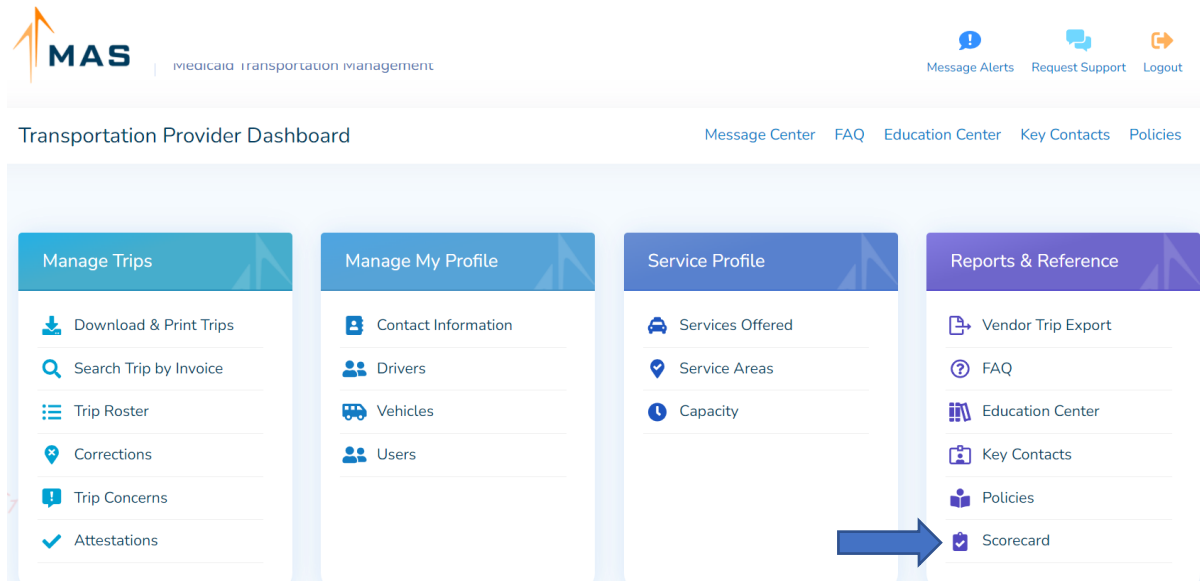 MAS
Medicaid Transportation Management
Message Alerts
Request Support
Logout
Transportation Provider Dashboard
Message Center
FAQ
Education Center
Key Contacts
Policies
Manage Trips
Download & Print Trips
Search Trip by Invoice
Trip Roster
Corrections
Trip Concerns
Attestations
Manage My Profile
Contact Information
Drivers
Vehicles
Users
Service Profile
Services Offered
Service Areas
Capacity
Reports & Reference
Vendor Trip Export
FAQ
Education Center
Key Contacts
Policies
Scorecard